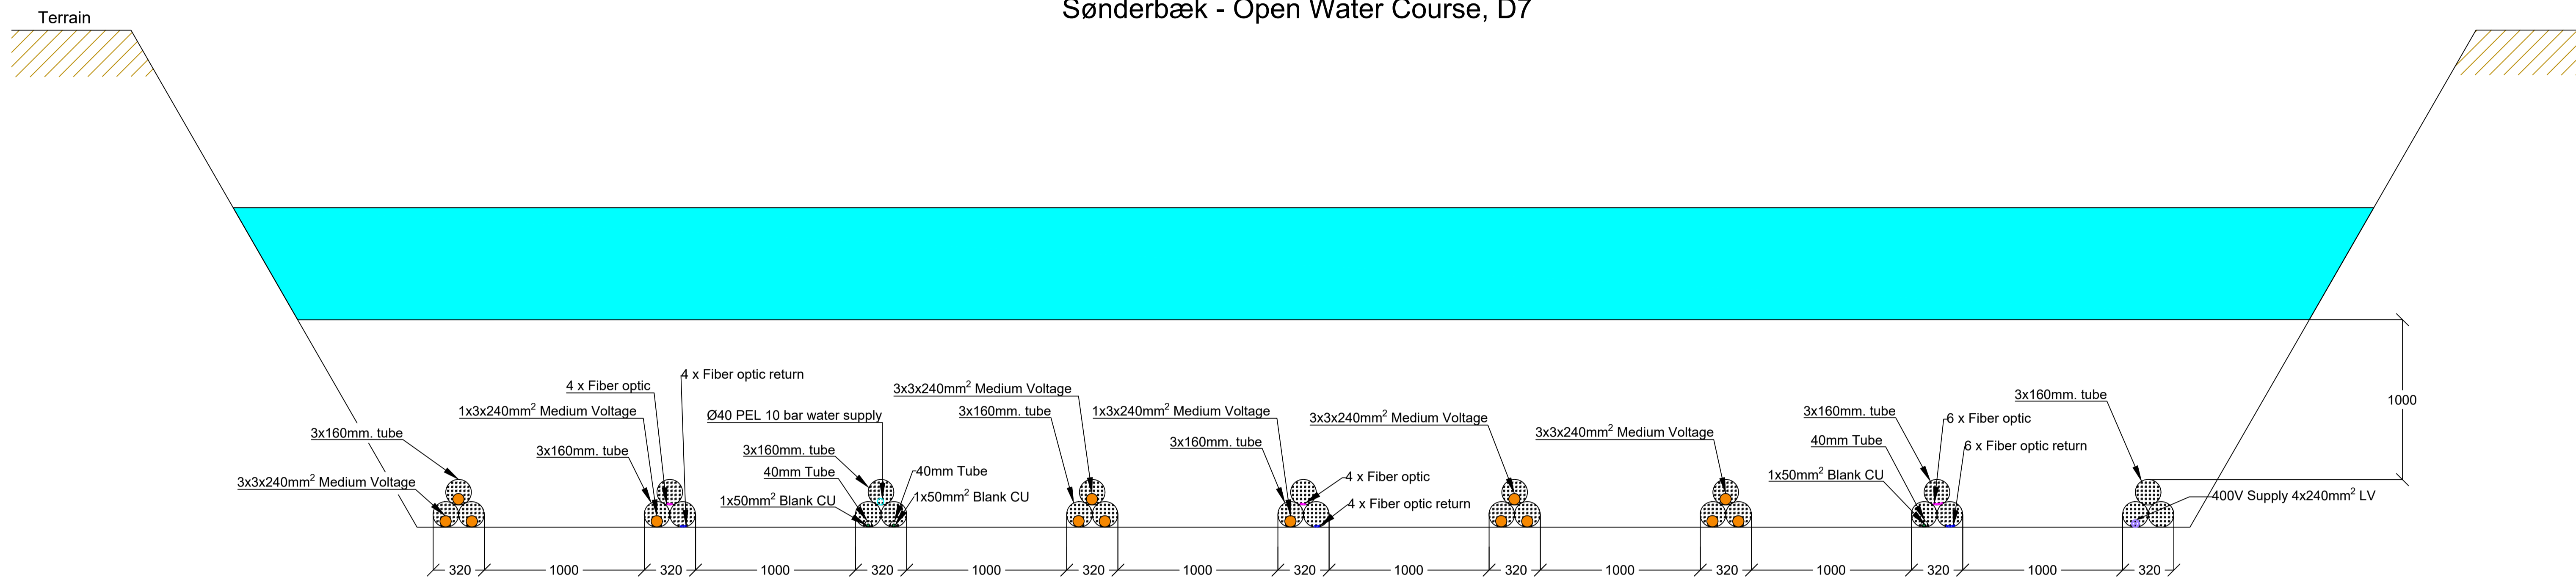 Sønderbæk - Open Water Course, D7
Terrain
4 x Fiber optic return
4 x Fiber optic
1x3x240mm² Medium Voltage
3x160mm. tube
3x160mm. tube
3x3x240mm² Medium Voltage
Ø40 PEL 10 bar water supply
3x160mm. tube
40mm Tube
1x50mm² Blank CU
40mm Tube
1x50mm² Blank CU
3x3x240mm² Medium Voltage
3x160mm. tube
1x3x240mm² Medium Voltage
3x160mm. tube
4 x Fiber optic
4 x Fiber optic return
3x3x240mm² Medium Voltage
3x3x240mm² Medium Voltage
3x160mm. tube
40mm Tube
1x50mm² Blank CU
6 x Fiber optic
6 x Fiber optic return
3x160mm. tube
400V Supply 4x240mm² LV
1000
320
1000
320
1000
320
1000
320
1000
320
1000
320
1000
320
1000
320
1000
320